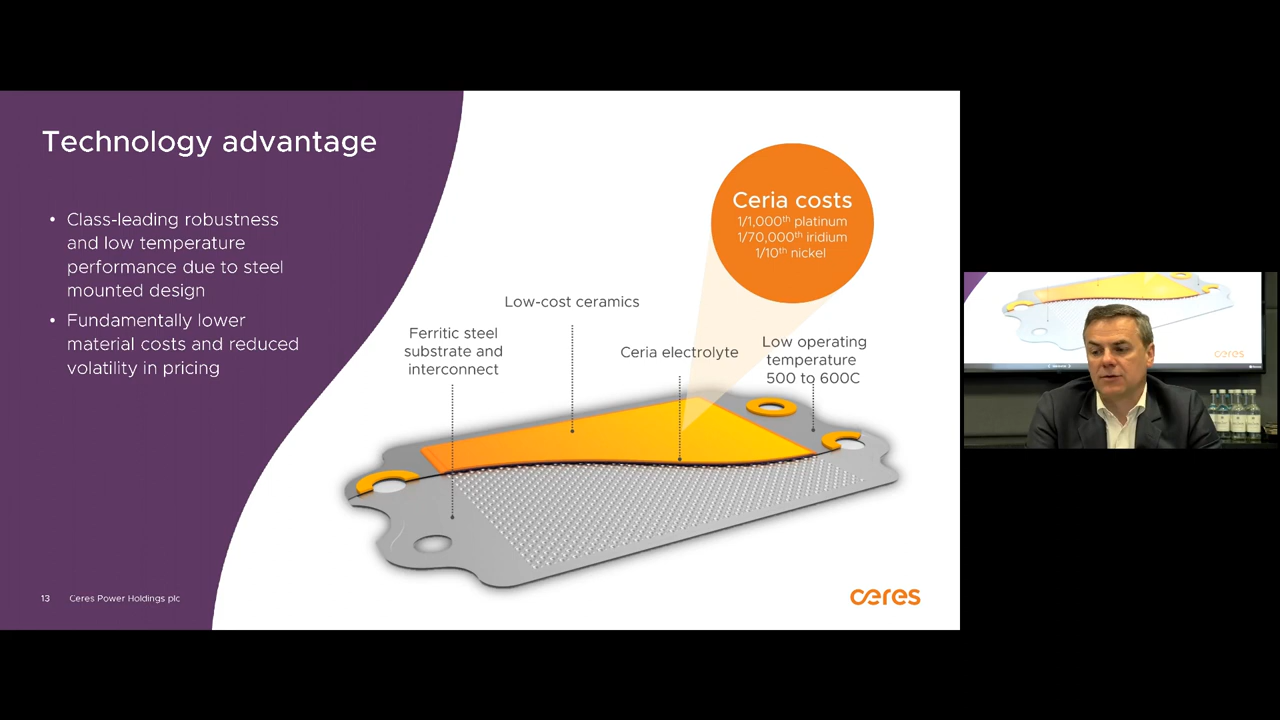 Technology advantage
• Class-leading robustness
and low temperature
performance due to steel
mounted design
• Fundamentally lower
material costs and reduced
volatility in pricing
Ceria costs
1/1,000th platinum
1/70,000th iridium
1/10th nickel
Low-cost ceramics
Ferritic steel
substrate and
interconnect
Ceria electrolyte
Low operating
temperature
500 to 600C
13 Ceres Power Holdings plc
ceres
ceres